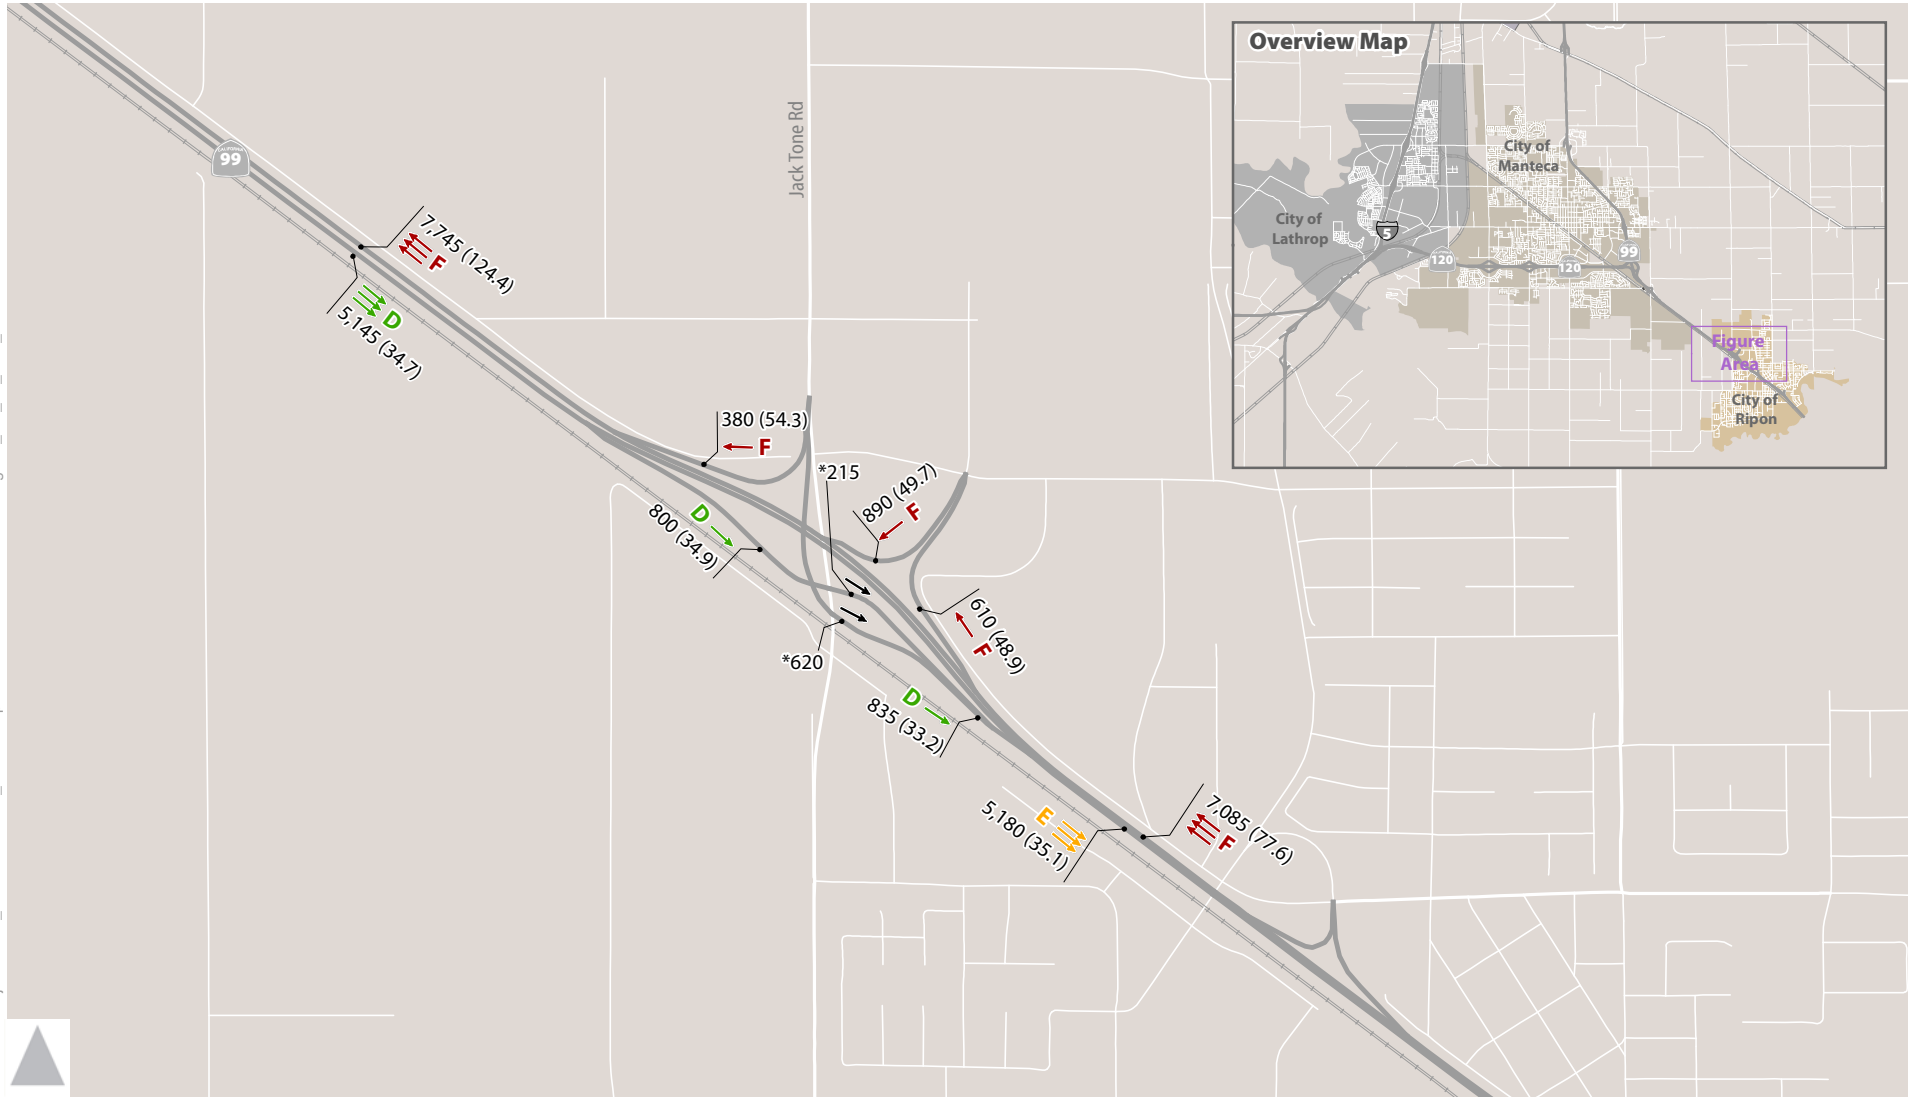 Overview Map
City of
Manteca
City of
Lathrop
5
120
120
99
Figure
Area
City of
Ripon
Jack Tone Rd
CALIFORNIA
99
7,745 (124.4)
F
D
5,145 (34.7)
380 (54.3)
F
*215
890 (49.7)
F
D
800 (34.9)
610 (48.9)
F
*620
D
835 (33.2)
E
5,180 (35.1)
7,085 (77.6)
F